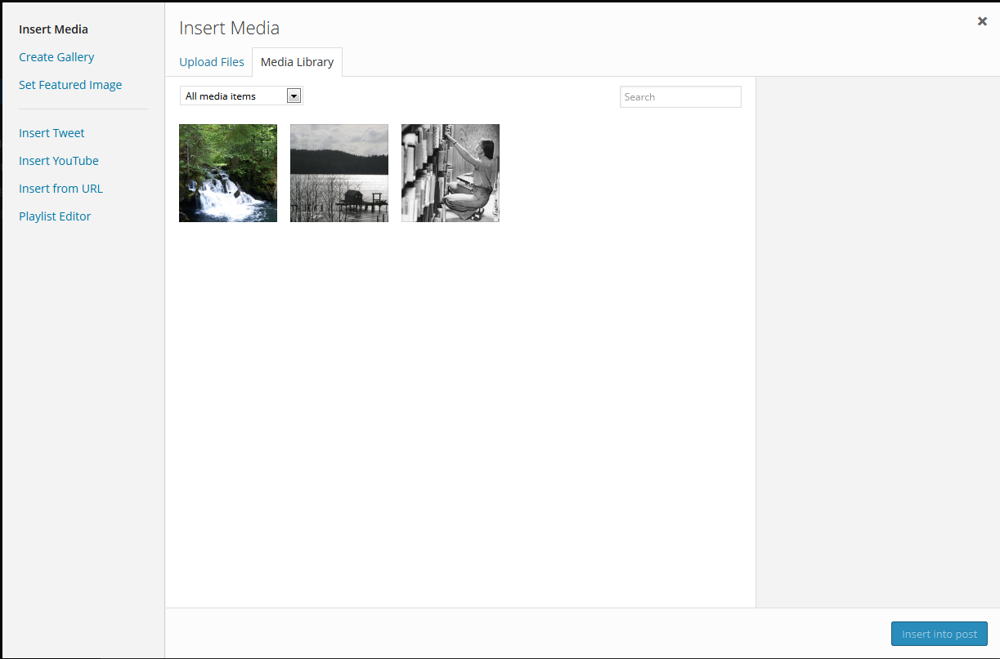 Insert Media
Create Gallery
Set Featured Image
Insert Tweet
Insert YouTube
Insert from URL
Playlist Editor
Insert Media
Upload Files
Media Library
All media items
Search
Insert into post